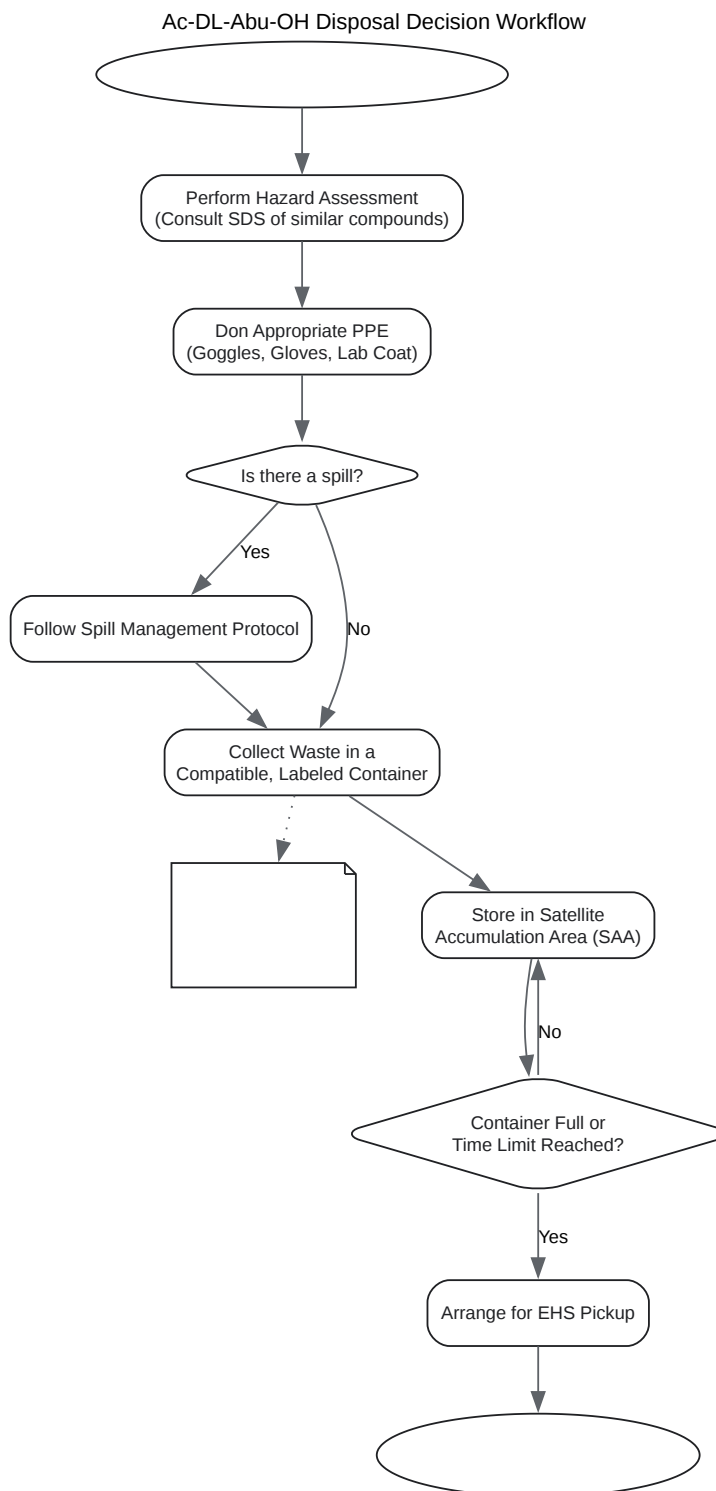 Ac-DL-Abu-OH Disposal Decision Workflow
Perform Hazard Assessment
(Consult SDS of similar compounds)
Don Appropriate PPE
(Goggles, Gloves, Lab Coat)
Is there a spill?
Yes
No
Follow Spill Management Protocol
Collect Waste in a
Compatible, Labeled Container
Store in Satellite
Accumulation Area (SAA)
No
Container Full or
Time Limit Reached?
Yes
Arrange for EHS Pickup